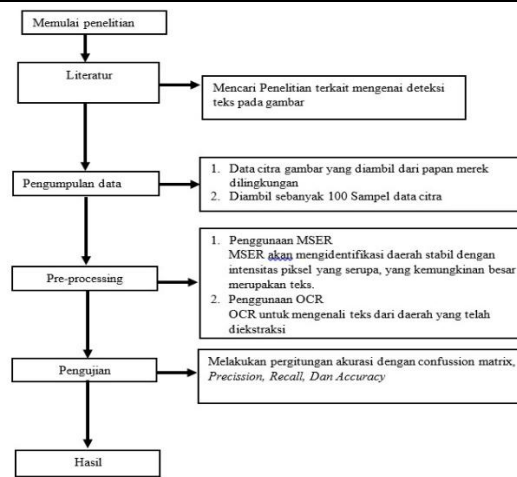 Memulai penelitian
Literatur
Mencari Penelitian terkait mengenai deteksi
teks pada gambar
Pengumpulan data
1. Data citra gambar yang diambil dari papan merek
dilingkungan
2. Diambil sebanyak 100 Sampel data citra
Pre-processing
1. Penggunaan MSER
MSER akan mengidentifikasi daerah stabil dengan
intensitas piksel yang serupa, yang kemungkinan besar
merupakan teks.
2. Penggunaan OCR
OCR untuk mengenali teks dari daerah yang telah
diekstraksi
Pengujian
Melakukan pergitungan akurasi dengan confussion matrix,
Precission, Recall, Dan Accuracy
Hasil